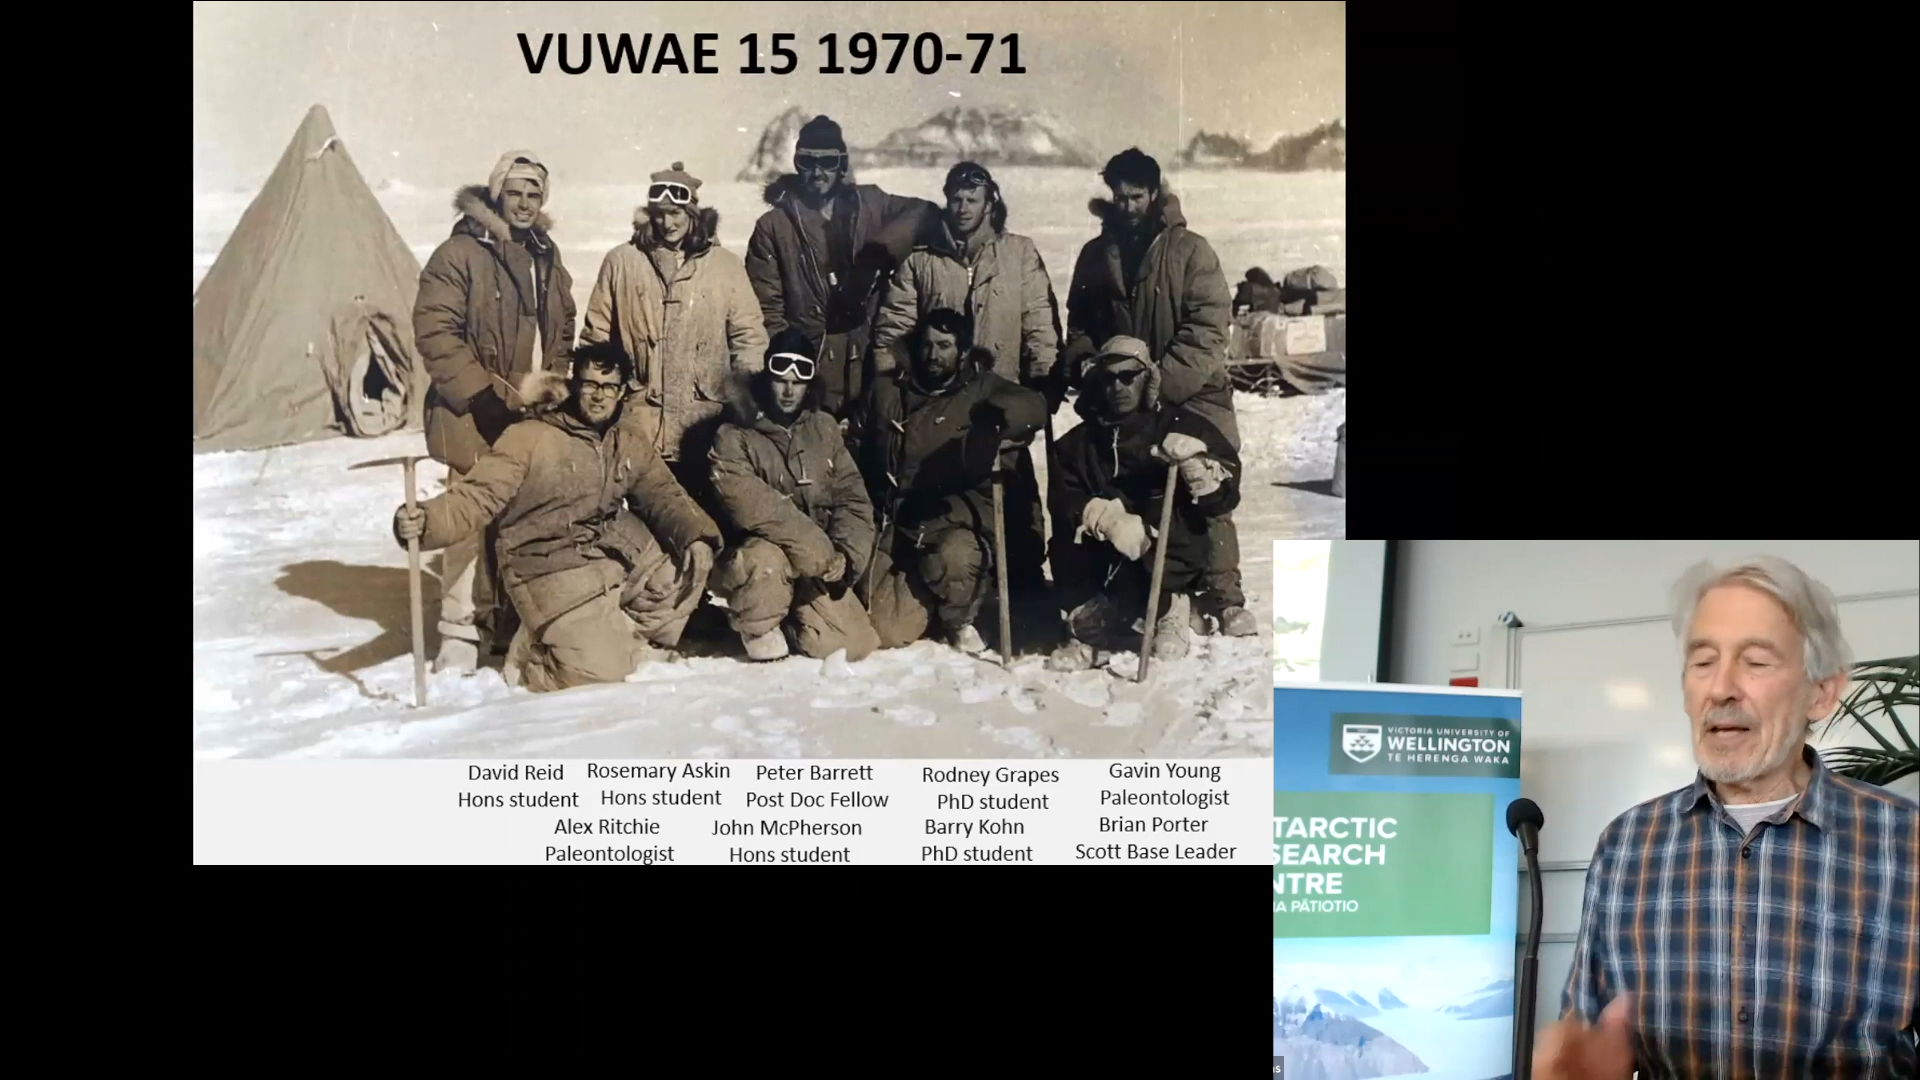 VUWAE 15 1970-71
David Reid
Rosemary Askin
Peter Barrett
Rodney Grapes
Gavin Young
Hons student
Hons student
Post Doc Fellow
PhD student
Paleontologist
Alex Ritchie
John McPherson
Barry Kohn
Brian Porter
Paleontologist
Hons student
PhD student
Scott Base Leader
VICTORIA UNIVERSITY OF
WELLINGTON
TE HERENGA WAKA
TARCTIC
SEARCH
NTRE
A PĀTIOTIO